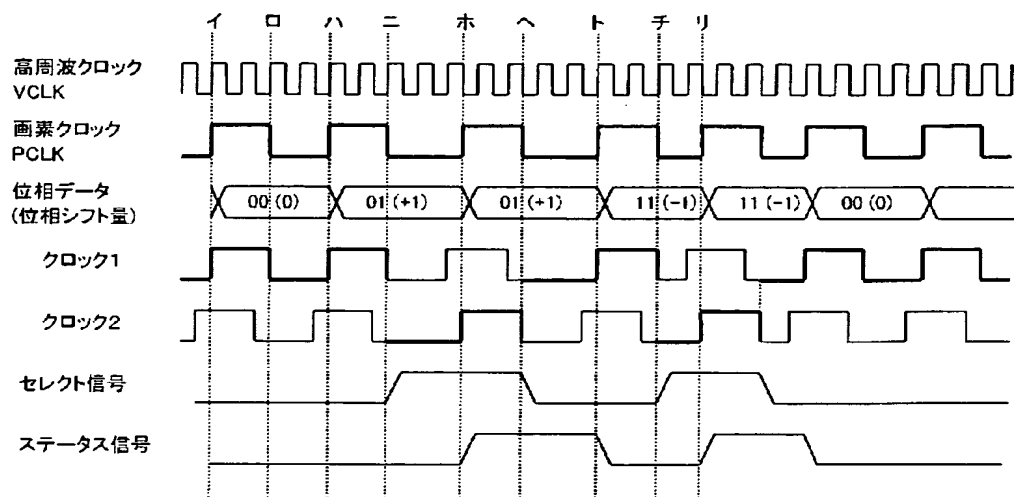 イ ロ ハ ニ ホ ヘ ト チ リ
高周波クロック
VCLK
画素クロック
PCLK
位相データ
(位相シフト量)
00 (0) 01 (+1) 01 (+1) 11 (-1) 11 (-1) 00 (0)
クロック1
クロック2
セレクト信号
ステータス信号